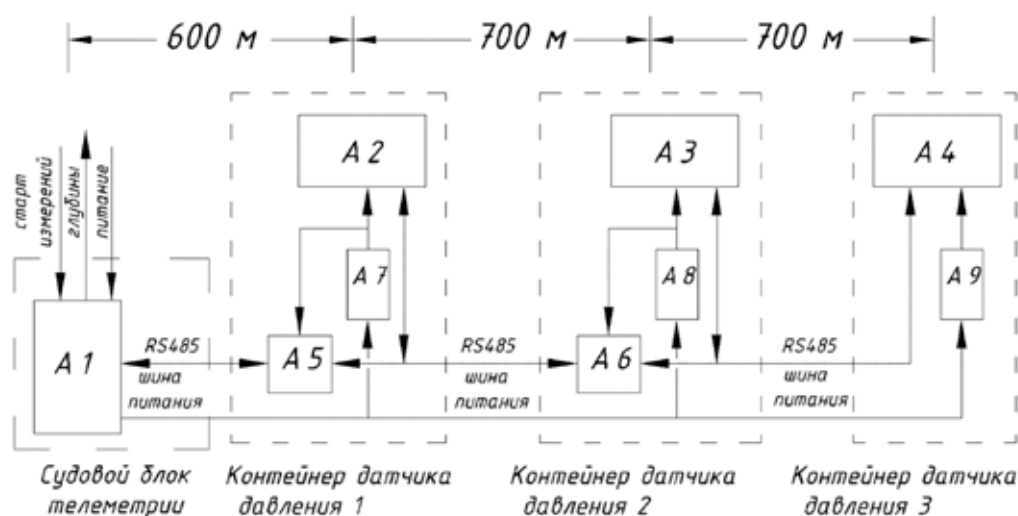 600 м
700 м
700 м
старт
измерений
глубины
питание
А 2
А 3
А 4
А 7
А 8
А 9
А 1
RS485
А 5
RS485
А 6
RS485
шина
питания
шина
питания
шина
питания
Судовой блок
телеметрии
Контейнер датчика
давления 1
Контейнер датчика
давления 2
Контейнер датчика
давления 3